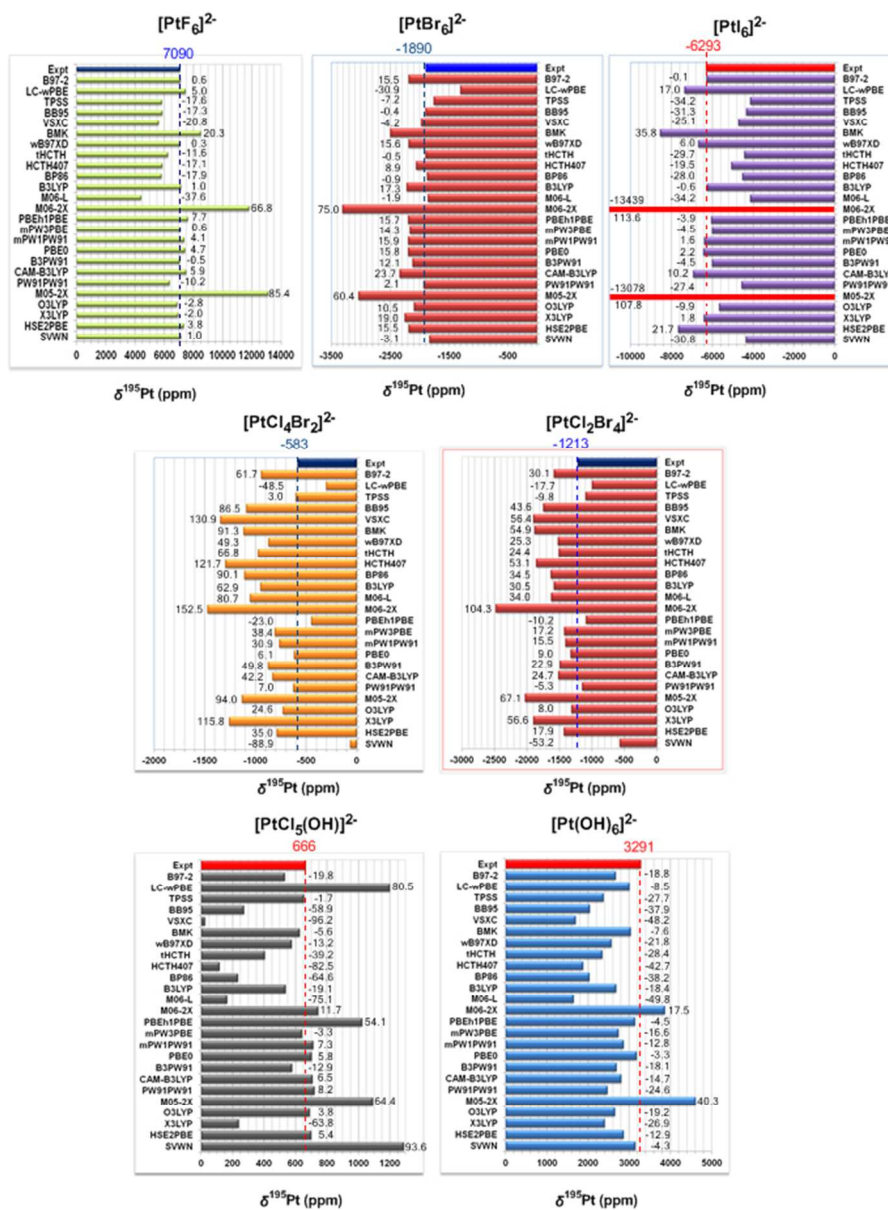 [PtF₆]²⁻
7090
Expt
B97-2 0.6
LC-wPBE 5.0
TPSS -17.6
BB95 -17.3
VSXC -20.8
BMK 20.3
wB97XD 0.3
tHCTH -11.6
HCTH407 -17.1
BP86 -17.9
B3LYP 1.0
M06-L -37.6
M06-2X 66.8
PBEh1PBE 7.7
mPW3PBE 0.6
mPW1PW91 4.1
PBE0 4.7
B3PW91 -0.5
CAM-B3LYP 5.9
PW91PW91 -10.2
M05-2X 85.4
O3LYP -2.8
X3LYP -2.0
HSE2PBE 3.8
SVWN 1.0
0 2000 4000 6000 8000 10000 12000 14000
δ¹⁹⁵Pt (ppm)
[PtBr₆]²⁻
-1890
Expt
15.5 B97-2
-30.9 LC-wPBE
-7.2 TPSS
-0.4 BB95
-4.2 VSXC
BMK
15.6 wB97XD
-0.5 tHCTH
8.9 HCTH407
-0.9 BP86
17.3 B3LYP
-1.9 M06-L
75.0 M06-2X
15.7 PBEh1PBE
14.3 mPW3PBE
15.9 mPW1PW91
15.8 PBE0
12.1 B3PW91
23.7 CAM-B3LYP
2.1 PW91PW91
60.4 M05-2X
10.5 O3LYP
19.0 X3LYP
15.5 HSE2PBE
-3.1 SVWN
-3500 -2500 -1500 -500
δ¹⁹⁵Pt (ppm)
[PtI₆]²⁻
-6293
Expt
-0.1 B97-2
17.0 LC-wPBE
-34.2 TPSS
-31.3 BB95
-25.1 VSXC
35.8 BMK
6.0 wB97XD
-29.7 tHCTH
-19.5 HCTH407
-28.0 BP86
-0.6 B3LYP
-34.2 M06-L
-13439 M06-2X
113.6
-3.9 PBEh1PBE
-4.5 mPW3PBE
1.6 mPW1PW91
2.2 PBE0
-4.5 B3PW91
10.2 CAM-B3LYP
-27.4 PW91PW91
-13078 M05-2X
107.8
-9.9 O3LYP
1.8 X3LYP
21.7 HSE2PBE
-30.8 SVWN
-10000 -8000 -6000 -4000 -2000 0
δ¹⁹⁵Pt (ppm)
[PtCl₄Br₂]²⁻
-583
Expt
61.7 B97-2
-48.5 LC-wPBE
3.0 TPSS
86.5 BB95
130.9 VSXC
91.3 BMK
49.3 wB97XD
66.8 tHCTH
121.7 HCTH407
90.1 BP86
62.9 B3LYP
80.7 M06-L
152.5 M06-2X
-23.0 PBEh1PBE
38.4 mPW3PBE
30.9 mPW1PW91
6.1 PBE0
49.8 B3PW91
42.2 CAM-B3LYP
7.0 PW91PW91
94.0 M05-2X
24.6 O3LYP
115.8 X3LYP
35.0 HSE2PBE
-88.9 SVWN
-2000 -1500 -1000 -500 0
δ¹⁹⁵Pt (ppm)
[PtCl₂Br₄]²⁻
-1213
Expt
30.1 B97-2
-17.7 LC-wPBE
-9.8 TPSS
43.6 BB95
56.4 VSXC
54.9 BMK
25.3 wB97XD
24.4 tHCTH
53.1 HCTH407
34.5 BP86
30.5 B3LYP
34.0 M06-L
104.3 M06-2X
-10.2 PBEh1PBE
17.2 mPW3PBE
15.5 mPW1PW91
9.0 PBE0
22.9 B3PW91
24.7 CAM-B3LYP
-5.3 PW91PW91
67.1 M05-2X
8.0 O3LYP
56.6 X3LYP
17.9 HSE2PBE
-53.2 SVWN
-3000 -2500 -2000 -1500 -1000 -500 0
δ¹⁹⁵Pt (ppm)
[PtCl₅(OH)]²⁻
666
Expt
B97-2 -19.8
LC-wPBE 80.5
TPSS -1.7
BB95 -58.9
VSXC -96.2
BMK -5.6
wB97XD -13.2
tHCTH -39.2
HCTH407 -82.5
BP86 -64.6
B3LYP -19.1
M06-L -75.1
M06-2X 11.7
PBEh1PBE 54.1
mPW3PBE -3.3
mPW1PW91 7.3
PBE0 5.8
B3PW91 -12.9
CAM-B3LYP 6.5
PW91PW91 8.2
M05-2X 64.4
O3LYP 3.8
X3LYP -63.8
HSE2PBE 5.4
SVWN 93.6
0 200 400 600 800 1000 1200
δ¹⁹⁵Pt (ppm)
[Pt(OH)₆]²⁻
3291
Expt
B97-2 -18.8
LC-wPBE -8.5
TPSS -27.7
BB95 -37.9
VSXC -48.2
BMK -7.6
wB97XD -21.8
tHCTH -28.4
HCTH407 -42.7
BP86 -38.2
B3LYP -18.4
M06-L -49.8
M06-2X 17.5
PBEh1PBE -4.5
mPW3PBE -16.6
mPW1PW91 -12.8
PBE0 -3.3
B3PW91 -18.1
CAM-B3LYP -14.7
PW91PW91 -24.6
M05-2X 40.3
O3LYP -19.2
X3LYP -26.9
HSE2PBE -12.9
SVWN -4.3
0 1000 2000 3000 4000 5000
δ¹⁹⁵Pt (ppm)